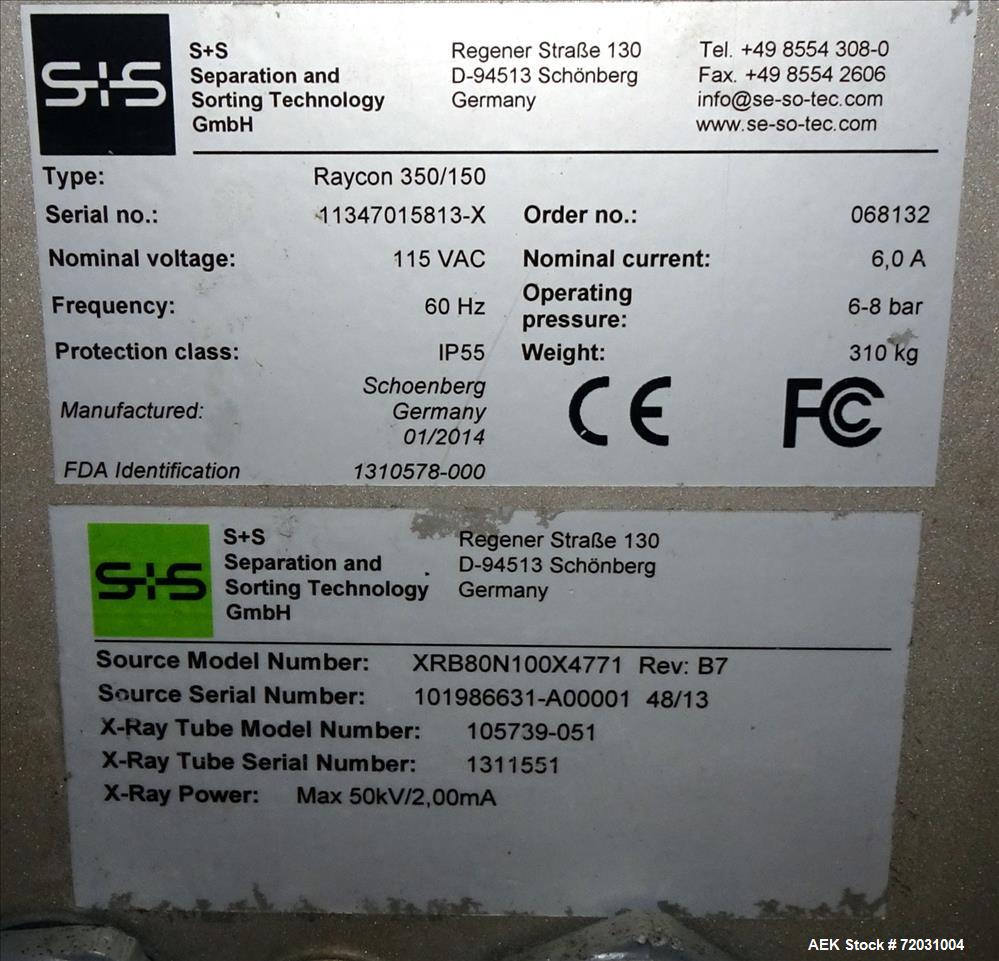 S+S
S+S
Separation and
Sorting Technology
GmbH
Regener Straße 130
D-94513 Schönberg
Germany
Tel. +49 8554 308-0
Fax. +49 8554 2606
info@se-so-tec.com
www.se-so-tec.com
Type: Raycon 350/150
Serial no.: 11347015813-X Order no.: 068132
Nominal voltage: 115 VAC Nominal current: 6,0 A
Frequency: 60 Hz Operating pressure: 6-8 bar
Protection class: IP55 Weight: 310 kg
Manufactured: Schoenberg
Germany
01/2014
CE FCC
FDA Identification 1310578-000
S+S
S+S
Separation and
Sorting Technology
GmbH
Regener Straße 130
D-94513 Schönberg
Germany
Source Model Number: XRB80N100X4771 Rev: B7
Source Serial Number: 101986631-A00001 48/13
X-Ray Tube Model Number: 105739-051
X-Ray Tube Serial Number: 1311551
X-Ray Power: Max 50kV/2,00mA
AEK Stock # 72031004